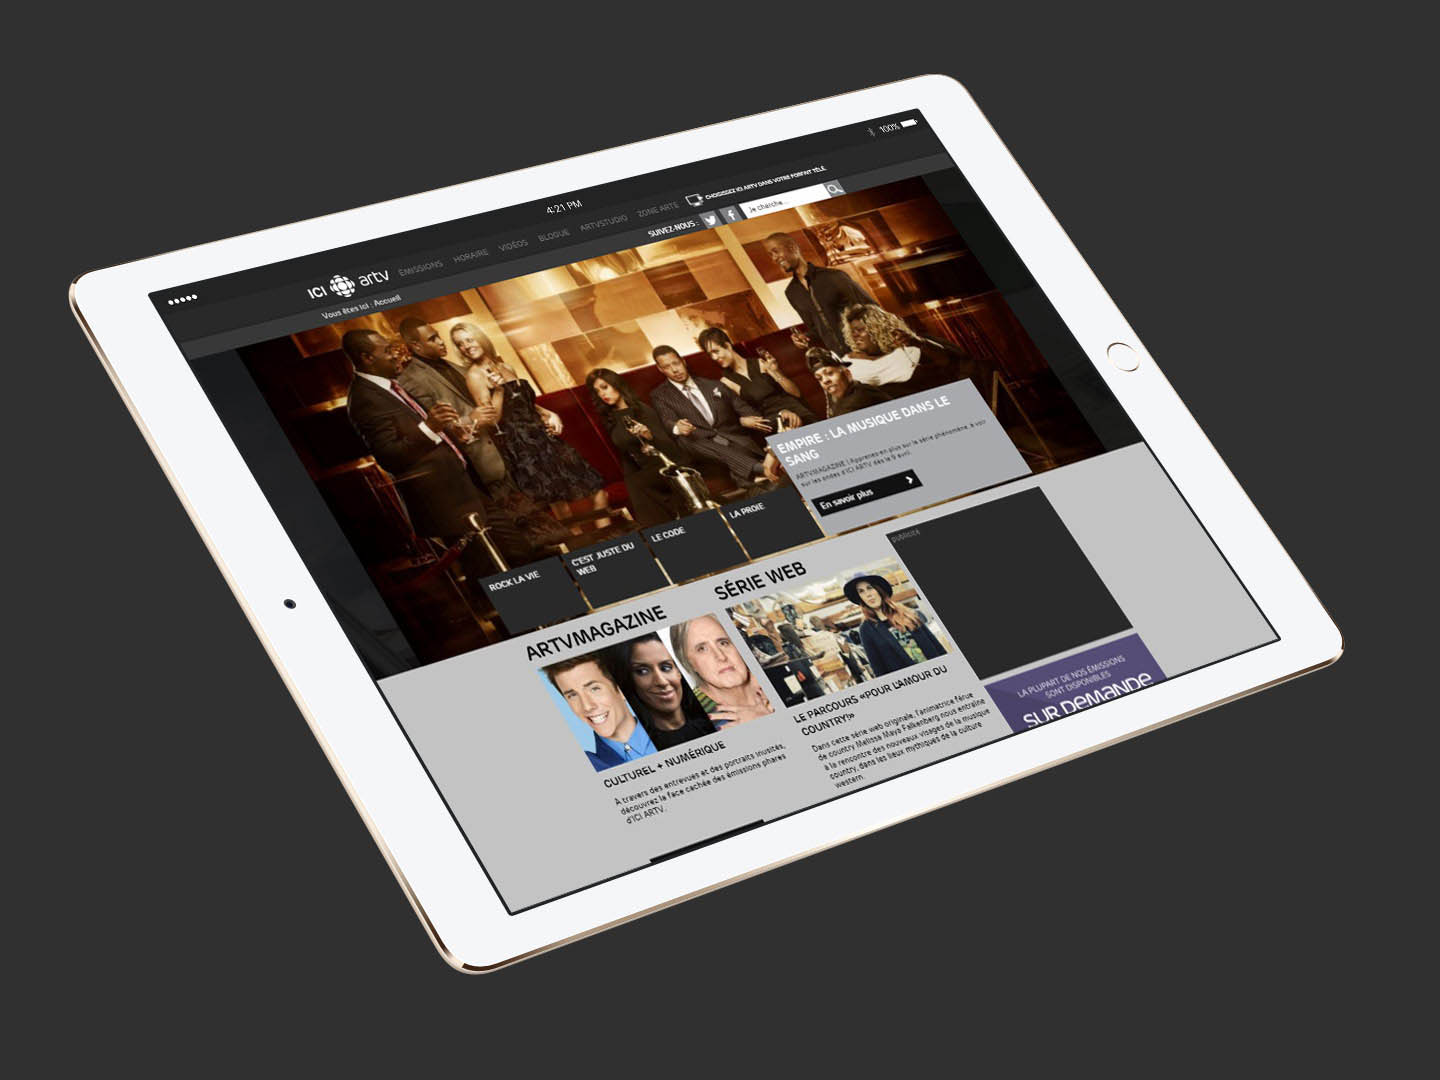 4:21 PM
100%
ICI artv
ÉMISSIONS
HORAIRE
VIDÉOS
BLOGUE
ARTVSTUDIO
ZONE ARTE
CHOISISSEZ ICI ARTV DANS VOTRE FORFAIT TÉLÉ.
Vous êtes ici : Accueil
SUIVEZ-NOUS :
Je cherche...
EMPIRE : LA MUSIQUE DANS LE
SANG
ARTVMAGAZINE | Apprenez-en plus sur la série phénomène, à voir
sur les ondes d'ICI ARTV dès le 9 avril.
En savoir plus
ROCK LA VIE
C'EST JUSTE DU
WEB
LE CODE
LA PROIE
ARTVMAGAZINE
CULTUREL + NUMÉRIQUE
À travers des entrevues et des portraits inusités,
découvrez la face cachée des émissions phares
d'ICI ARTV.
SÉRIE WEB
LE PARCOURS «POUR L'AMOUR DU
COUNTRY!»
Dans cette série web originale, l'animatrice férue
de country Melissa Maya Falkenberg nous entraîne
à la rencontre des nouveaux visages de la musique
country, dans les lieux mythiques de la culture
western.
PUBLICITÉ
LA PLUPART DE NOS ÉMISSIONS
SONT DISPONIBLES
SUR DEMANDE